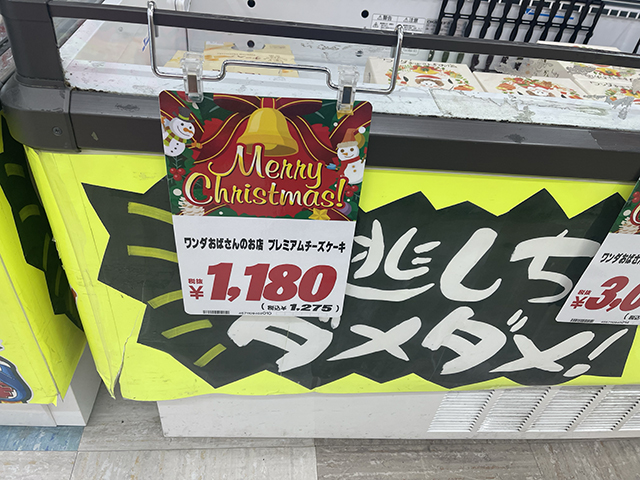 Merry
Christmas!
ワンダおばさんのお店 プレミアムチーズケーキ
税抜
¥1,180
(税込¥1,275)
逃しち
ダメダメ!
ワンダおばさ
税抜
¥3,0